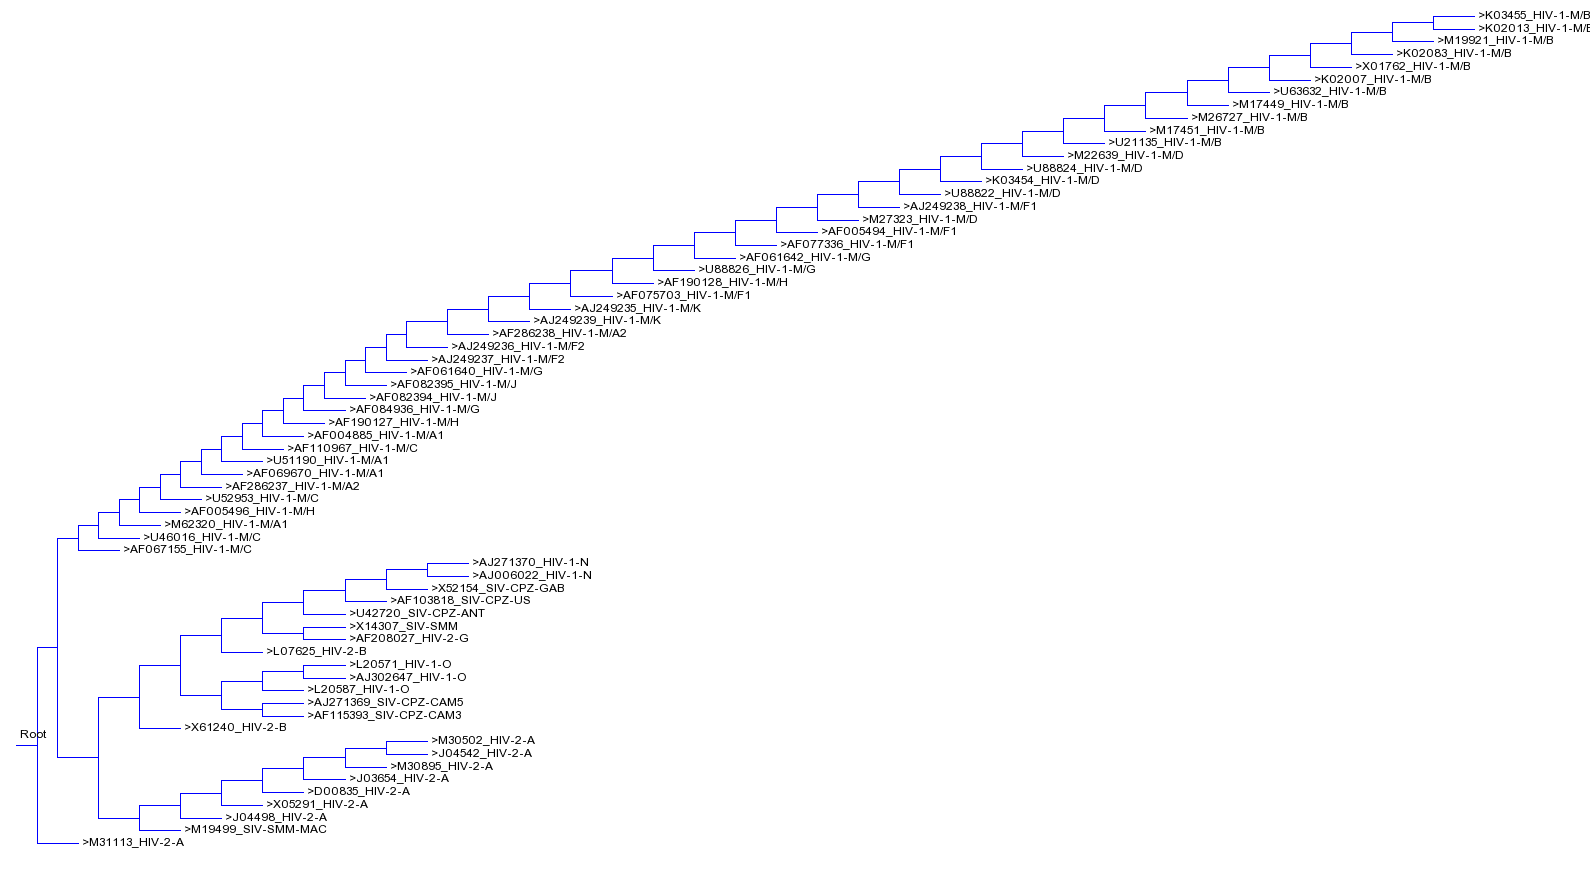 >K03455_HIV-1-M/B
>K02013_HIV-1-M/B
>M19921_HIV-1-M/B
>K02083_HIV-1-M/B
>X01762_HIV-1-M/B
>K02007_HIV-1-M/B
>U63632_HIV-1-M/B
>M17449_HIV-1-M/B
>M26727_HIV-1-M/B
>M17451_HIV-1-M/B
>U21135_HIV-1-M/B
>M22639_HIV-1-M/D
>U88824_HIV-1-M/D
>K03454_HIV-1-M/D
>U88822_HIV-1-M/D
>AJ249238_HIV-1-M/F1
>M27323_HIV-1-M/D
>AF005494_HIV-1-M/F1
>AF077336_HIV-1-M/F1
>AF061642_HIV-1-M/G
>U88826_HIV-1-M/G
>AF190128_HIV-1-M/H
>AF075703_HIV-1-M/F1
>AJ249235_HIV-1-M/K
>AJ249239_HIV-1-M/K
>AF286238_HIV-1-M/A2
>AJ249236_HIV-1-M/F2
>AJ249237_HIV-1-M/F2
>AF061640_HIV-1-M/G
>AF082395_HIV-1-M/J
>AF082394_HIV-1-M/J
>AF084936_HIV-1-M/G
>AF190127_HIV-1-M/H
>AF004885_HIV-1-M/A1
>AF110967_HIV-1-M/C
>U51190_HIV-1-M/A1
>AF069670_HIV-1-M/A1
>AF286237_HIV-1-M/A2
>U52953_HIV-1-M/C
>AF005496_HIV-1-M/H
>M62320_HIV-1-M/A1
>U46016_HIV-1-M/C
>AF067155_HIV-1-M/C
>AJ271370_HIV-1-N
>AJ006022_HIV-1-N
>X52154_SIV-CPZ-GAB
>AF103818_SIV-CPZ-US
>U42720_SIV-CPZ-ANT
>X14307_SIV-SMM
>AF208027_HIV-2-G
>L07625_HIV-2-B
>L20571_HIV-1-O
>AJ302647_HIV-1-O
>L20587_HIV-1-O
>AJ271369_SIV-CPZ-CAM5
>AF115393_SIV-CPZ-CAM3
>X61240_HIV-2-B
Root
>M30502_HIV-2-A
>J04542_HIV-2-A
>M30895_HIV-2-A
>J03654_HIV-2-A
>D00835_HIV-2-A
>X05291_HIV-2-A
>J04498_HIV-2-A
>M19499_SIV-SMM-MAC
>M31113_HIV-2-A